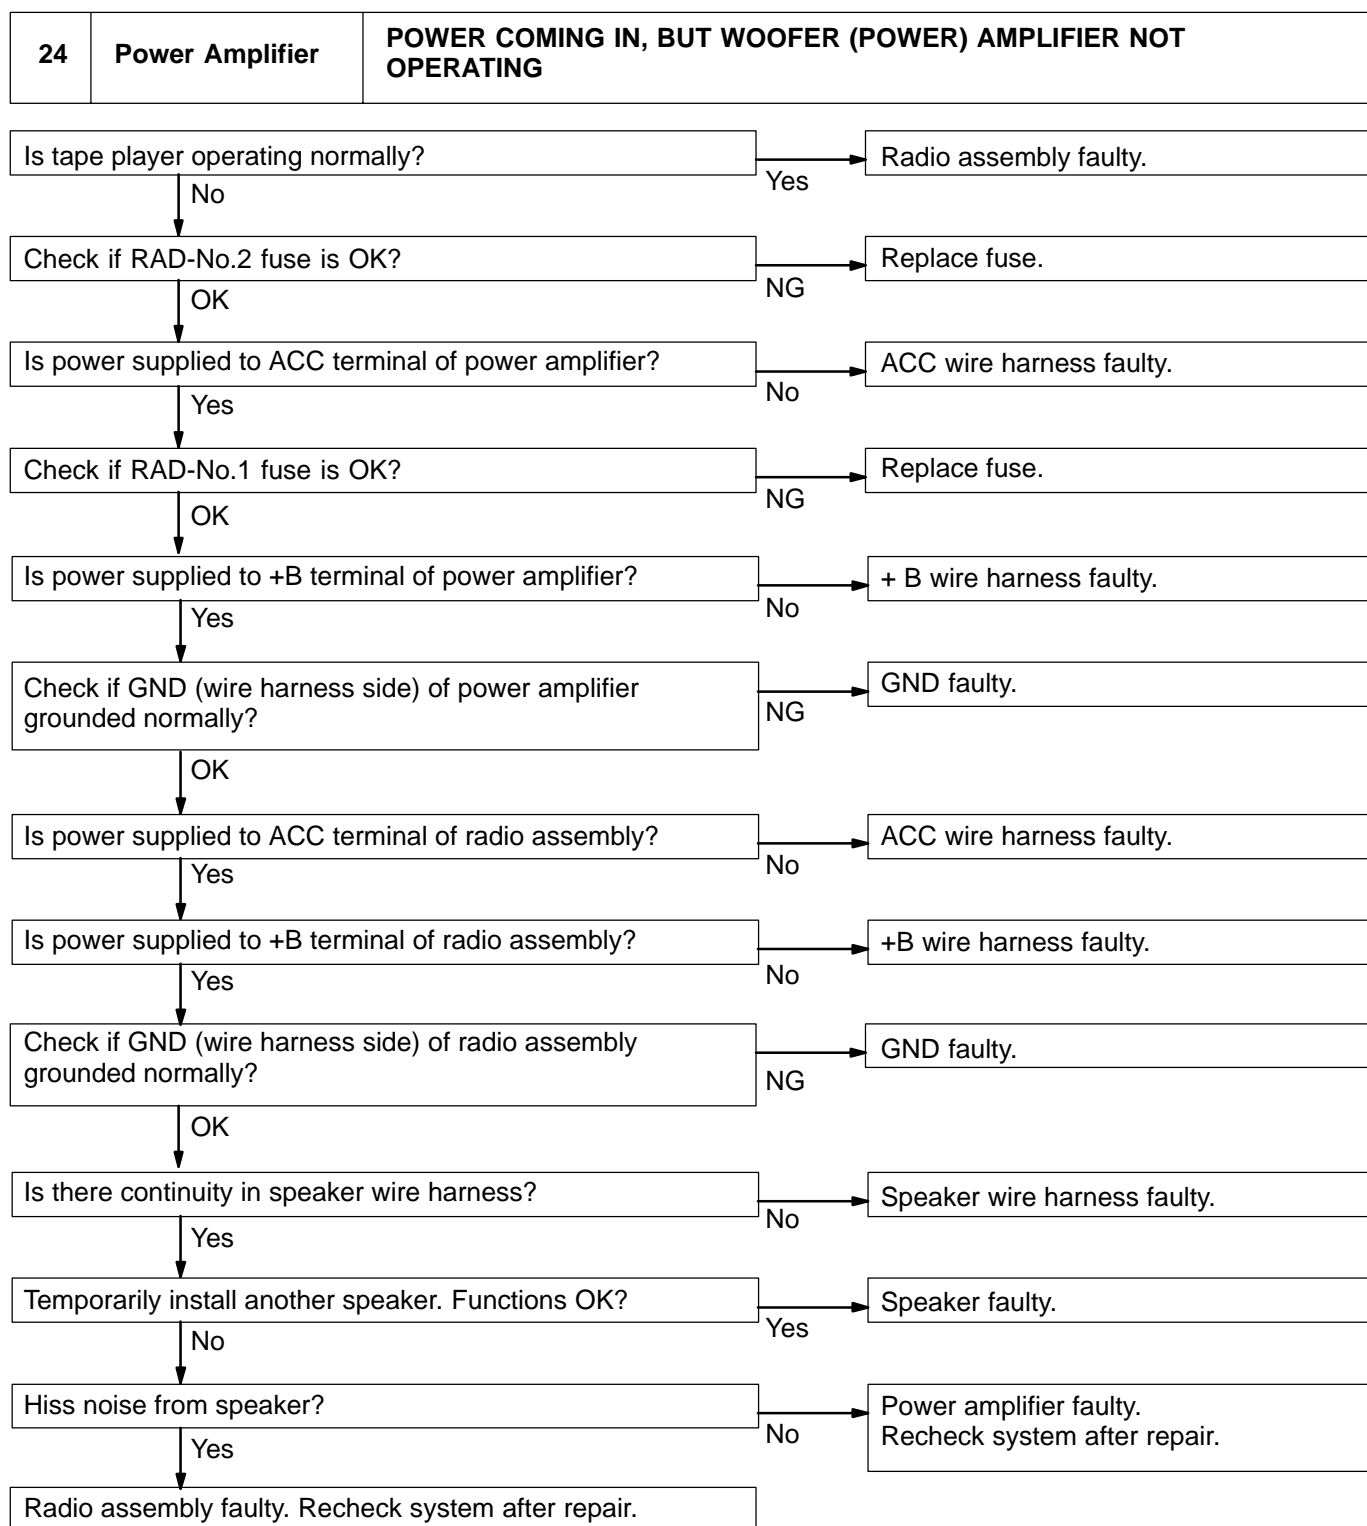 24
Power Amplifier
POWER COMING IN, BUT WOOFER (POWER) AMPLIFIER NOT
OPERATING
Is tape player operating normally?
Yes
Radio assembly faulty.
No
Check if RAD-No.2 fuse is OK?
NG
Replace fuse.
OK
Is power supplied to ACC terminal of power amplifier?
No
ACC wire harness faulty.
Yes
Check if RAD-No.1 fuse is OK?
NG
Replace fuse.
OK
Is power supplied to +B terminal of power amplifier?
No
+ B wire harness faulty.
Yes
Check if GND (wire harness side) of power amplifier
grounded normally?
NG
GND faulty.
OK
Is power supplied to ACC terminal of radio assembly?
No
ACC wire harness faulty.
Yes
Is power supplied to +B terminal of radio assembly?
No
+B wire harness faulty.
Yes
Check if GND (wire harness side) of radio assembly
grounded normally?
NG
GND faulty.
OK
Is there continuity in speaker wire harness?
No
Speaker wire harness faulty.
Yes
Temporarily install another speaker. Functions OK?
Yes
Speaker faulty.
No
Hiss noise from speaker?
No
Power amplifier faulty.
Recheck system after repair.
Yes
Radio assembly faulty. Recheck system after repair.